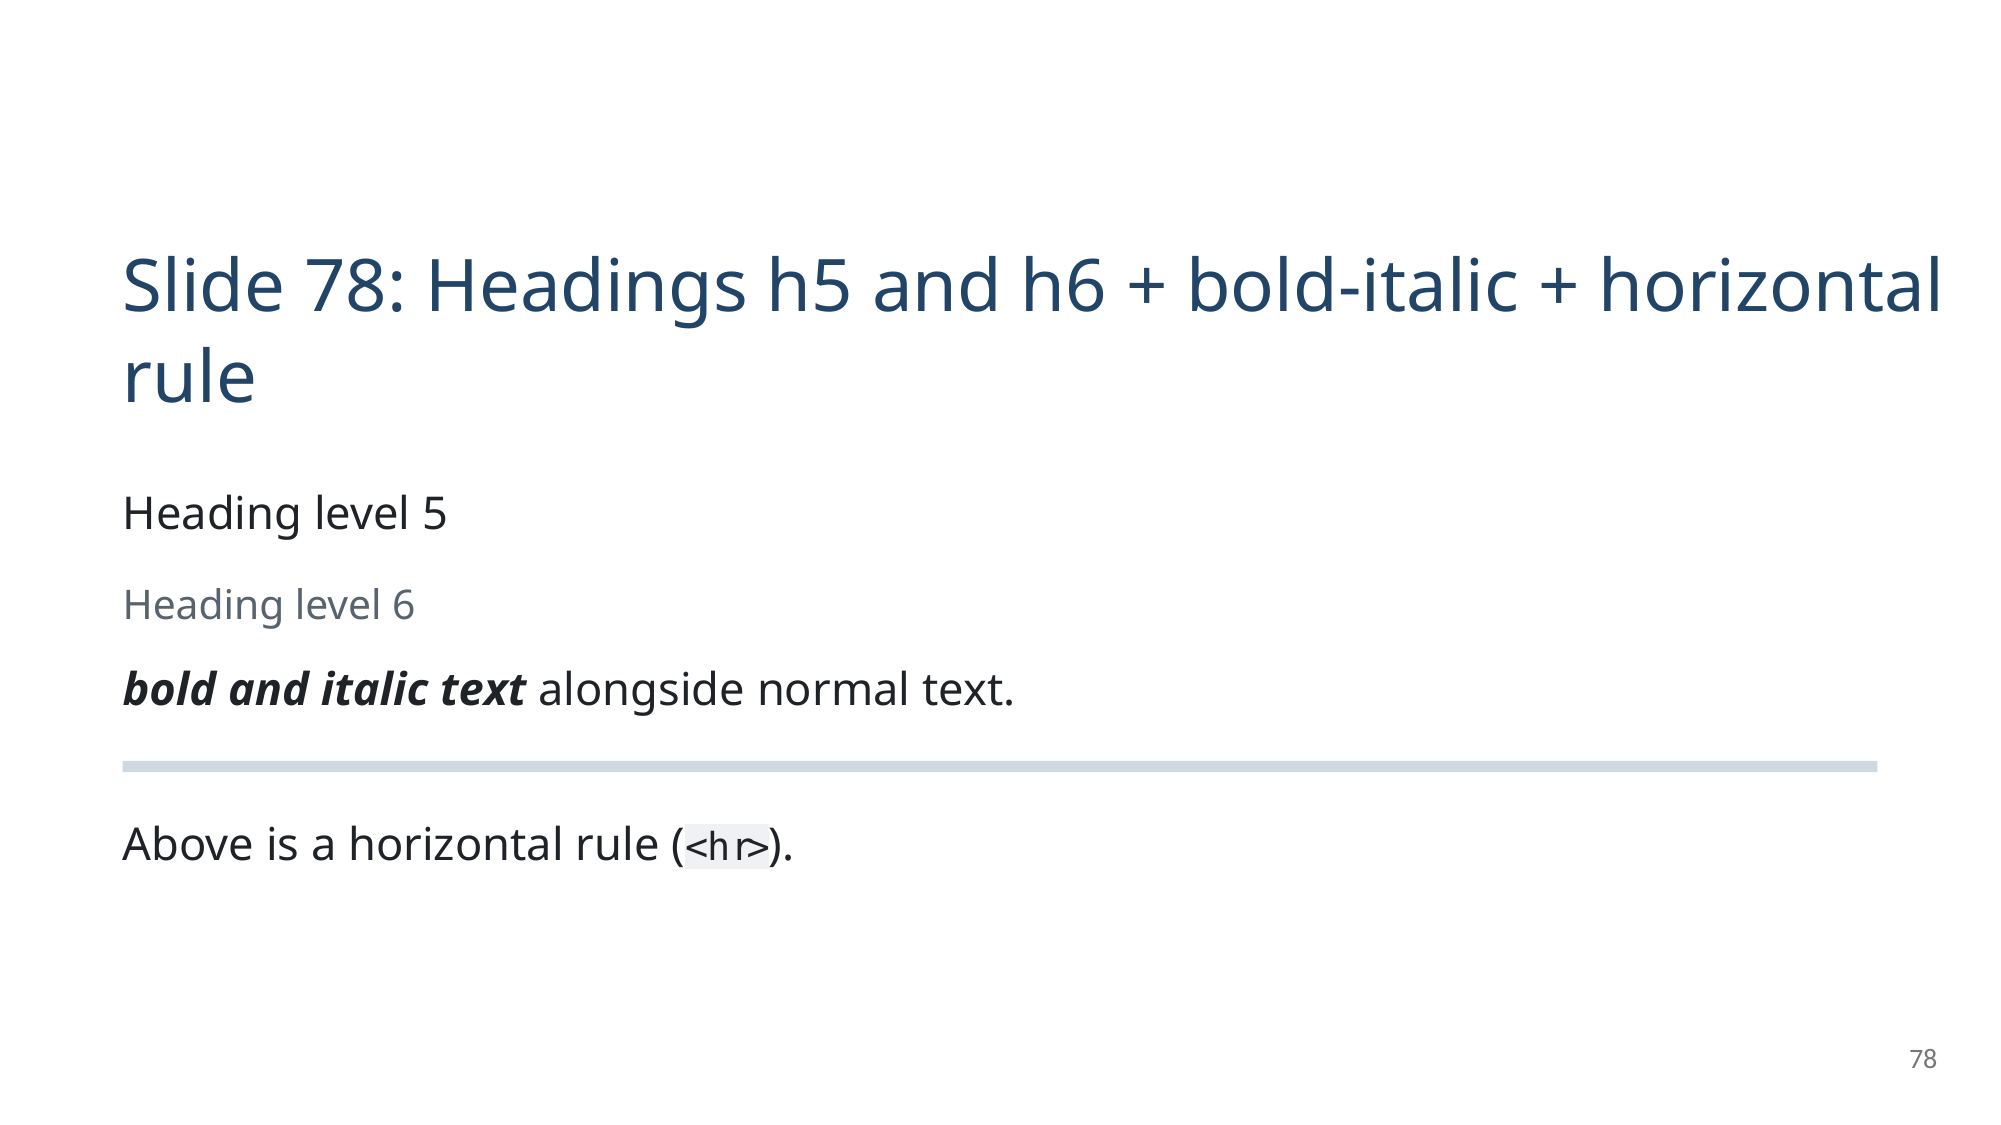 Slide 78: Headings h5 and h6 + bold-italic + horizontal
rule
Heading level 5
Heading level 6
bold and italic text alongside normal text.
Above is a horizontal rule (<hr>).
78